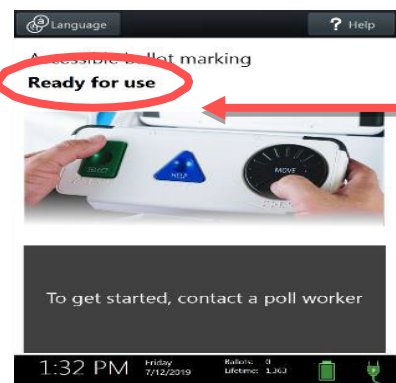 Language
? Help
Accessible ballot marking
Ready for use
SELECT
HELP
MOVE
To get started, contact a poll worker
1:32 PM
Friday
7/12/2019
Ballots: 0
Lifetime: 1,363